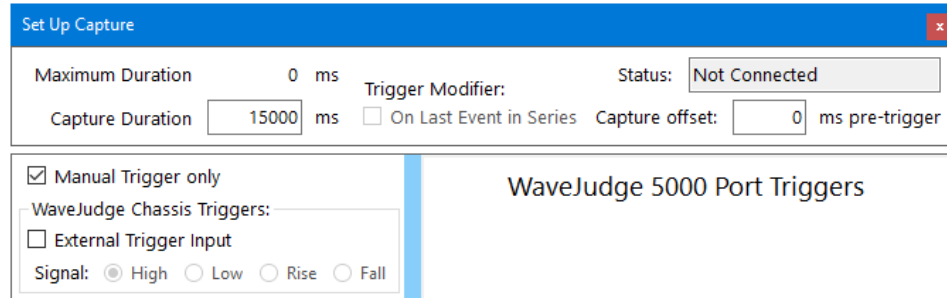 Set Up Capture
x
Maximum Duration 0 ms
Trigger Modifier:
Status: Not Connected
Capture Duration 15000 ms
On Last Event in Series
Capture offset: 0 ms pre-trigger
Manual Trigger only
WaveJudge Chassis Triggers:
External Trigger Input
Signal: High Low Rise Fall
WaveJudge 5000 Port Triggers